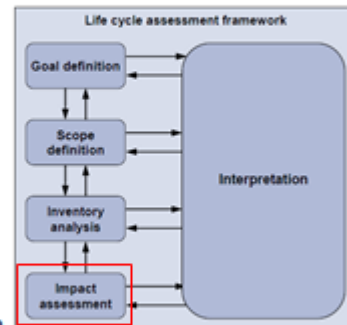 Life cycle assessment framework
Goal definition
Scope
definition
Interpretation
Inventory
analysis
Impact
assessment